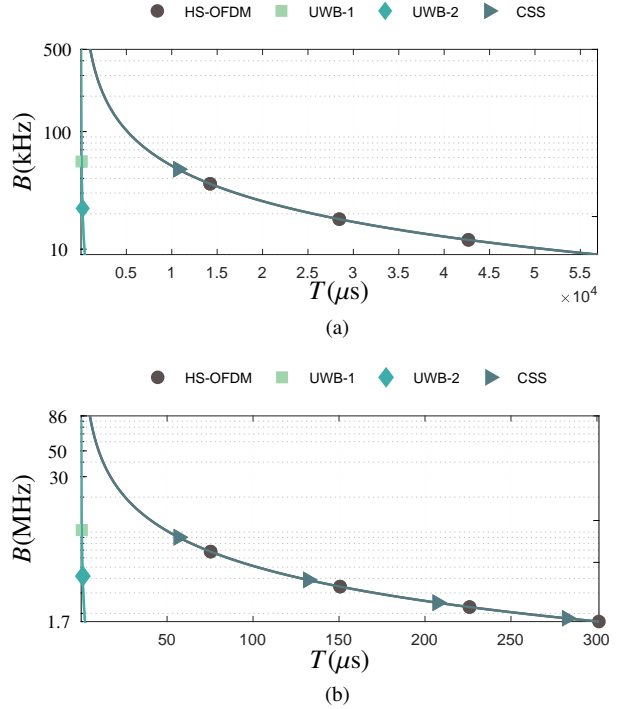 HS-OFDM UWB-1 UWB-2 CSS
500
100
10
B(kHz)
0.5 1 1.5 2 2.5 3 3.5 4 4.5 5 5.5
T(μs)
×10⁴
(a)
HS-OFDM UWB-1 UWB-2 CSS
86
50
30
1.7
B(MHz)
50 100 150 200 250 300
T(μs)
(b)